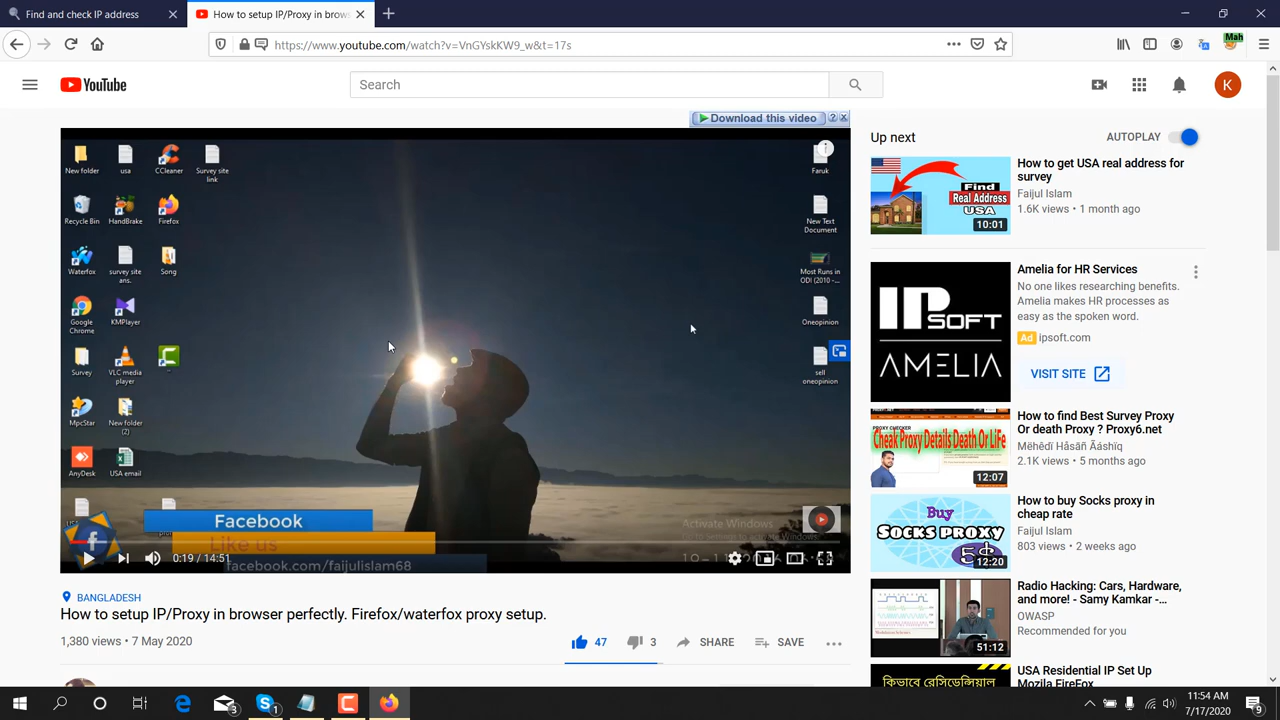 Find and check IP address
How to setup IP/Proxy in brows
https://www.youtube.com/watch?v=VnGYskKW9_w&t=17s
Mah
YouTube
Search
K
Download this video
New folder
usa
CCleaner
Survey site
link
Faruk
Recycle Bin
HandBrake
Firefox
New Text
Document
Waterfox
survey site
ans.
Song
Most Runs in
ODI (2010 -...
Google
Chrome
KMPlayer
Oneopinion
Survey
VLC media
player
sell
oneopinion
MpcStar
New folder
(2)
AnyDesk
USA email
Facebook
Like us
facebook.com/faijulislam68
Activate Windows
0:19 / 14:51
BANGLADESH
How to setup IP/Proxy in browser perfectly. Firefox/waterfox proxy setup.
1,380 views • 7 May 2020
47
3
SHARE
SAVE
Up next
AUTOPLAY
Find
Real Address
USA
10:01
How to get USA real address for
survey
Faijul Islam
1.6K views • 1 month ago
IPsoft
AMELIA
Amelia for HR Services
No one likes researching benefits.
Amelia makes HR processes as
easy as the spoken word.
Ad ipsoft.com
VISIT SITE
PROXY CHECKER
Cheak Proxy Details Death Or LiFe
12:07
How to find Best Survey Proxy
Or death Proxy ? Proxy6.net
Mëhêdï Håsåñ Äáshïq
2.1K views • 5 months ago
Buy
SOCKS PROXY
12:20
How to buy Socks proxy in
cheap rate
Faijul Islam
803 views • 2 weeks ago
51:12
Radio Hacking: Cars, Hardware,
and more! - Samy Kamkar -...
OWASP
Recommended for you
কিভাবে রেসিডেন্সিয়াল
USA Residential IP Set Up
Mozila FireFox
3
1
11:54 AM
7/17/2020
9